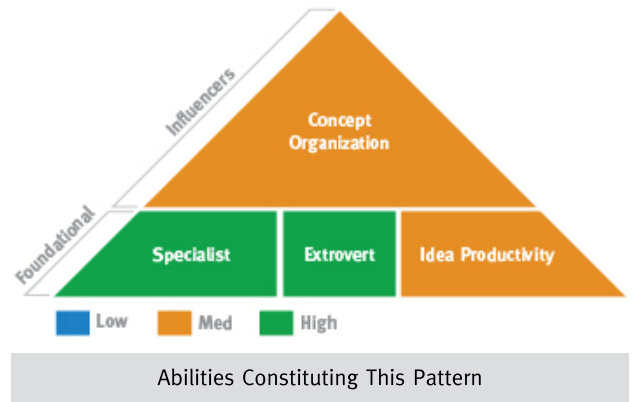 Influencers
Concept
Organization
Foundational
Specialist
Extrovert
Idea Productivity
Low
Med
High
Abilities Constituting This Pattern